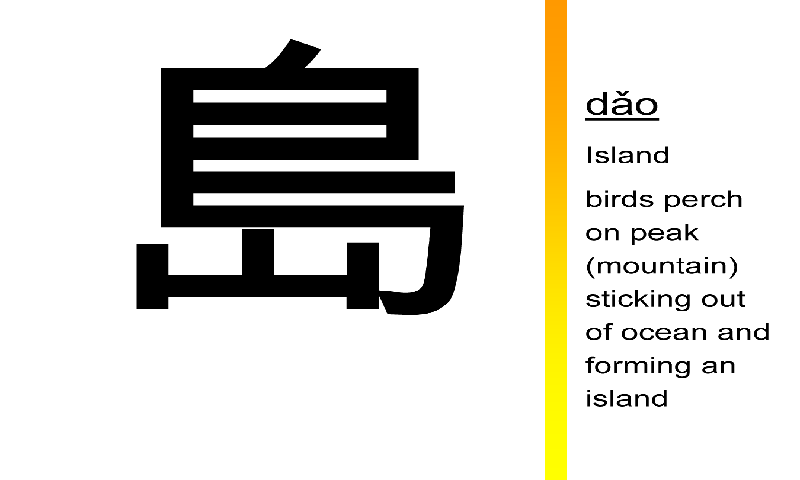 島
dǎo
Island
birds perch
on peak
(mountain)
sticking out
of ocean and
forming an
island